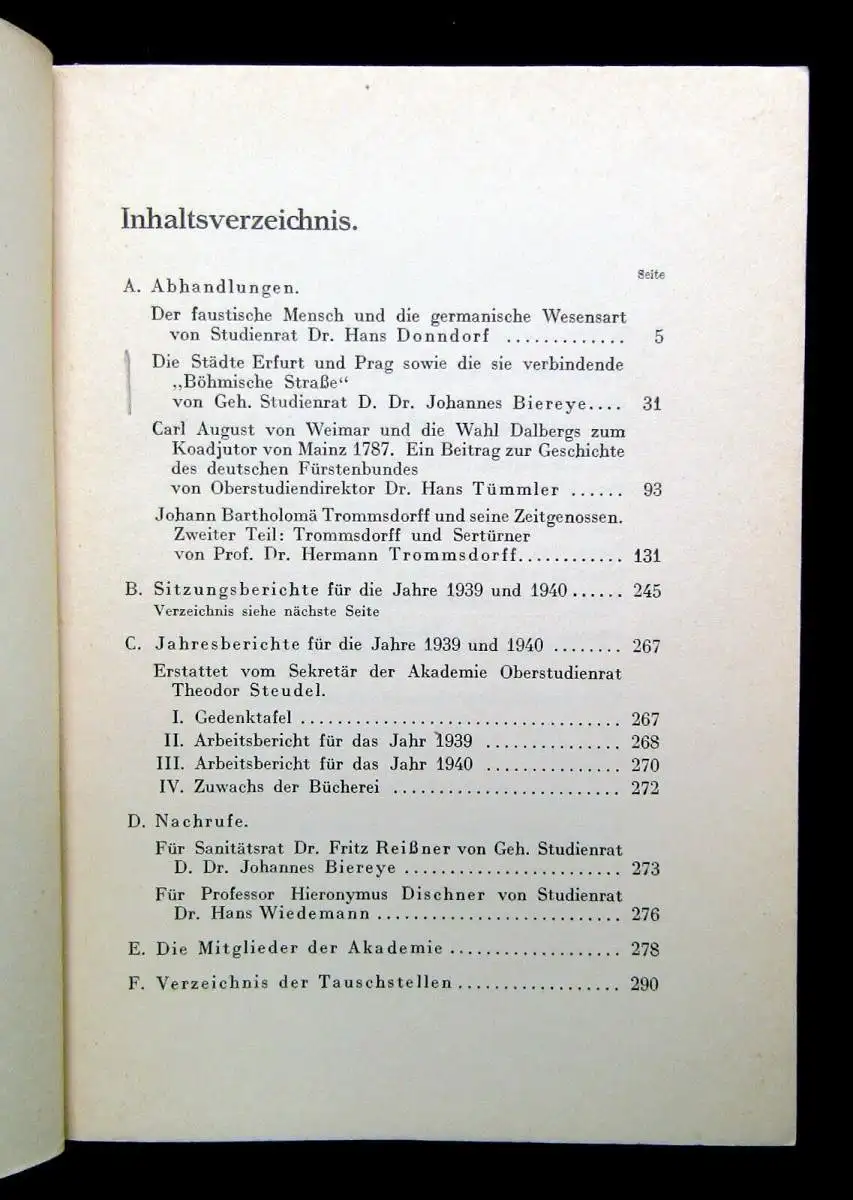 Inhaltsverzeichnis.
Seite
A. Abhandlungen.
Der faustische Mensch und die germanische Wesensart
von Studienrat Dr. Hans Donndorf ............. 5
Die Städte Erfurt und Prag sowie die sie verbindende
„Böhmische Straße“
von Geh. Studienrat D. Dr. Johannes Biereye.... 31
Carl August von Weimar und die Wahl Dalbergs zum
Koadjutor von Mainz 1787. Ein Beitrag zur Geschichte
des deutschen Fürstenbundes
von Oberstudiendirektor Dr. Hans Tümmler ...... 93
Johann Bartholomä Trommsdorff und seine Zeitgenossen.
Zweiter Teil: Trommsdorff und Sertürner
von Prof. Dr. Hermann Trommsdorff............ 131
B. Sitzungsberichte für die Jahre 1939 und 1940...... 245
Verzeichnis siehe nächste Seite
C. Jahresberichte für die Jahre 1939 und 1940 ........ 267
Erstattet vom Sekretär der Akademie Oberstudienrat
Theodor Steudel.
I. Gedenktafel ................................... 267
II. Arbeitsbericht für das Jahr 1939 ............... 268
III. Arbeitsbericht für das Jahr 1940 ............... 270
IV. Zuwachs der Bücherei ......................... 272
D. Nachrufe.
Für Sanitätsrat Dr. Fritz Reißner von Geh. Studienrat
D. Dr. Johannes Biereye ........................ 273
Für Professor Hieronymus Dischner von Studienrat
Dr. Hans Wiedemann ........................... 276
E. Die Mitglieder der Akademie ................... 278
F. Verzeichnis der Tauschstellen .................. 290